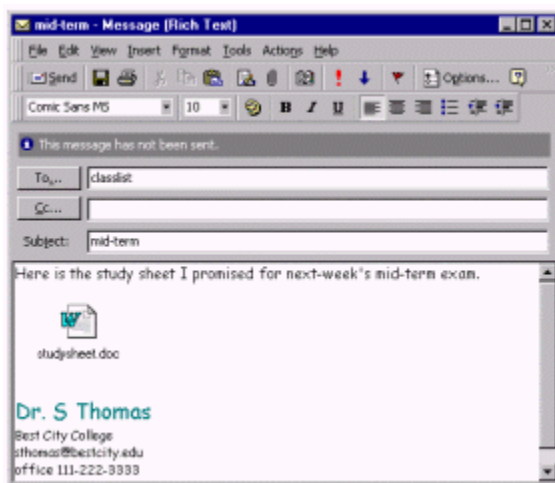 mid-term - Message (Rich Text)
File Edit View Insert Format Tools Actions Help
Send Options...
Comic Sans MS 10 B I U
This message has not been sent.
To... classlist
Cc...
Subject: mid-term
Here is the study sheet I promised for next-week's mid-term exam.
studysheet.doc
Dr. S Thomas
Best City College
sthomas@bestcity.edu
office 111-222-3333